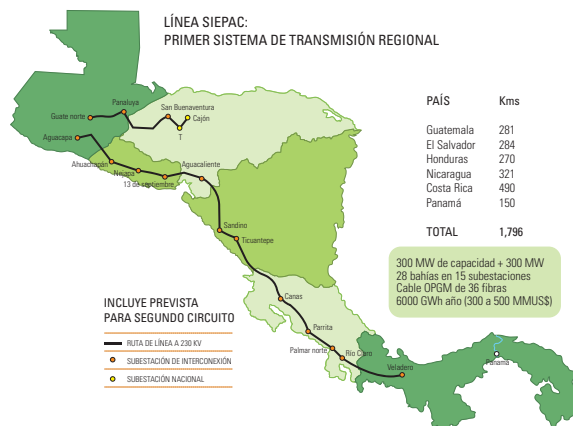 LÍNEA SIEPAC:
PRIMER SISTEMA DE TRANSMISIÓN REGIONAL
PAÍS Kms
Guatemala 281
El Salvador 284
Honduras 270
Nicaragua 321
Costa Rica 490
Panamá 150
TOTAL 1,796
300 MW de capacidad + 300 MW
28 bahías en 15 subestaciones
Cable OPGM de 36 fibras
6000 GWh año (300 a 500 MMUS$)
Panaluya
San Buenaventura
Guate norte
Cajón
Aguacapa
T
Ahuachapán
Aguacaliente
Nejapa
13 de septiembre
Sandino
Ticuantepe
Canas
Parrita
Palmar norte
Río Claro
Veladero
Panamá
INCLUYE PREVISTA
PARA SEGUNDO CIRCUITO
RUTA DE LÍNEA A 230 KV
SUBESTACIÓN DE INTERCONEXIÓN
SUBESTACIÓN NACIONAL